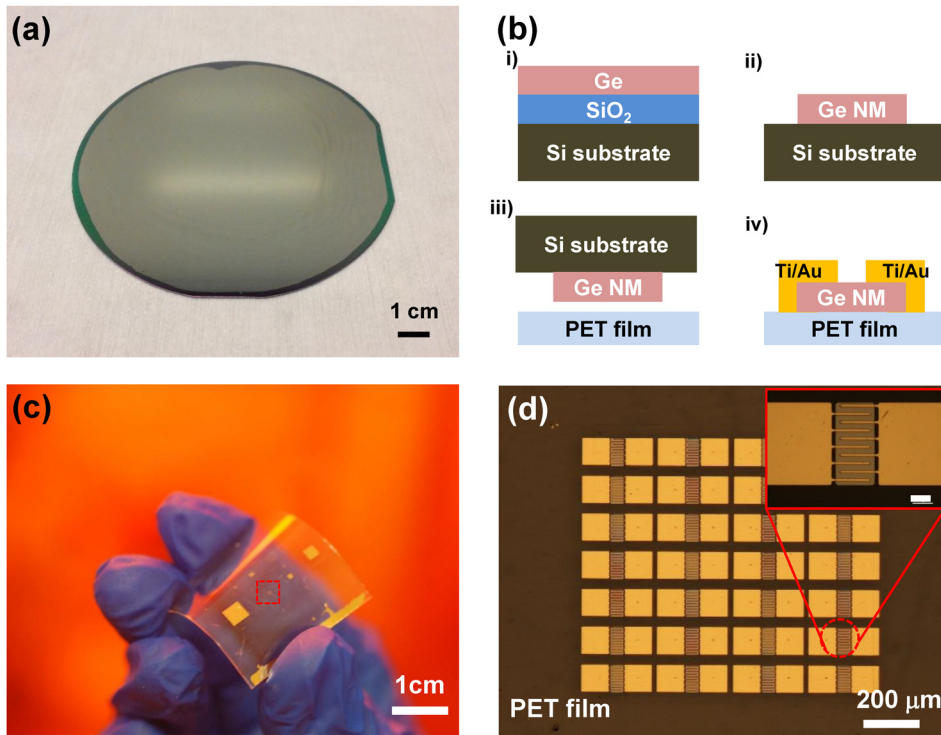 (a)
1 cm
(b)
i)
Ge
SiO₂
Si substrate
ii)
Ge NM
Si substrate
iii)
Si substrate
Ge NM
PET film
iv)
Ti/Au Ti/Au
Ge NM
PET film
(c)
1cm
(d)
PET film
200 μm